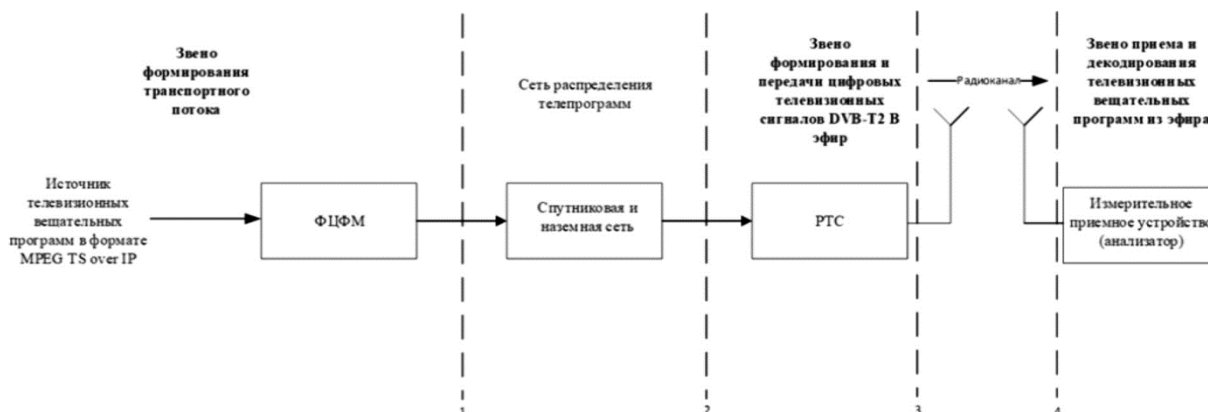 Звено
формирования
транспортного
потока
Сеть распределения
телепрограмм
Звено
формирования и
передачи цифровых
телевизионных
сигналов DVB-T2 В
эфир
Радиоканал
Звено приема и
декодирования
телевизионных
вещательных
программ из эфира
Источник
телевизионных
вещательных
программ в формате
MPEG TS over IP
ФЦФМ
Спутниковая и
наземная сеть
РТС
Измерительное
приемное устройство
(анализатор)
1
2
3
4